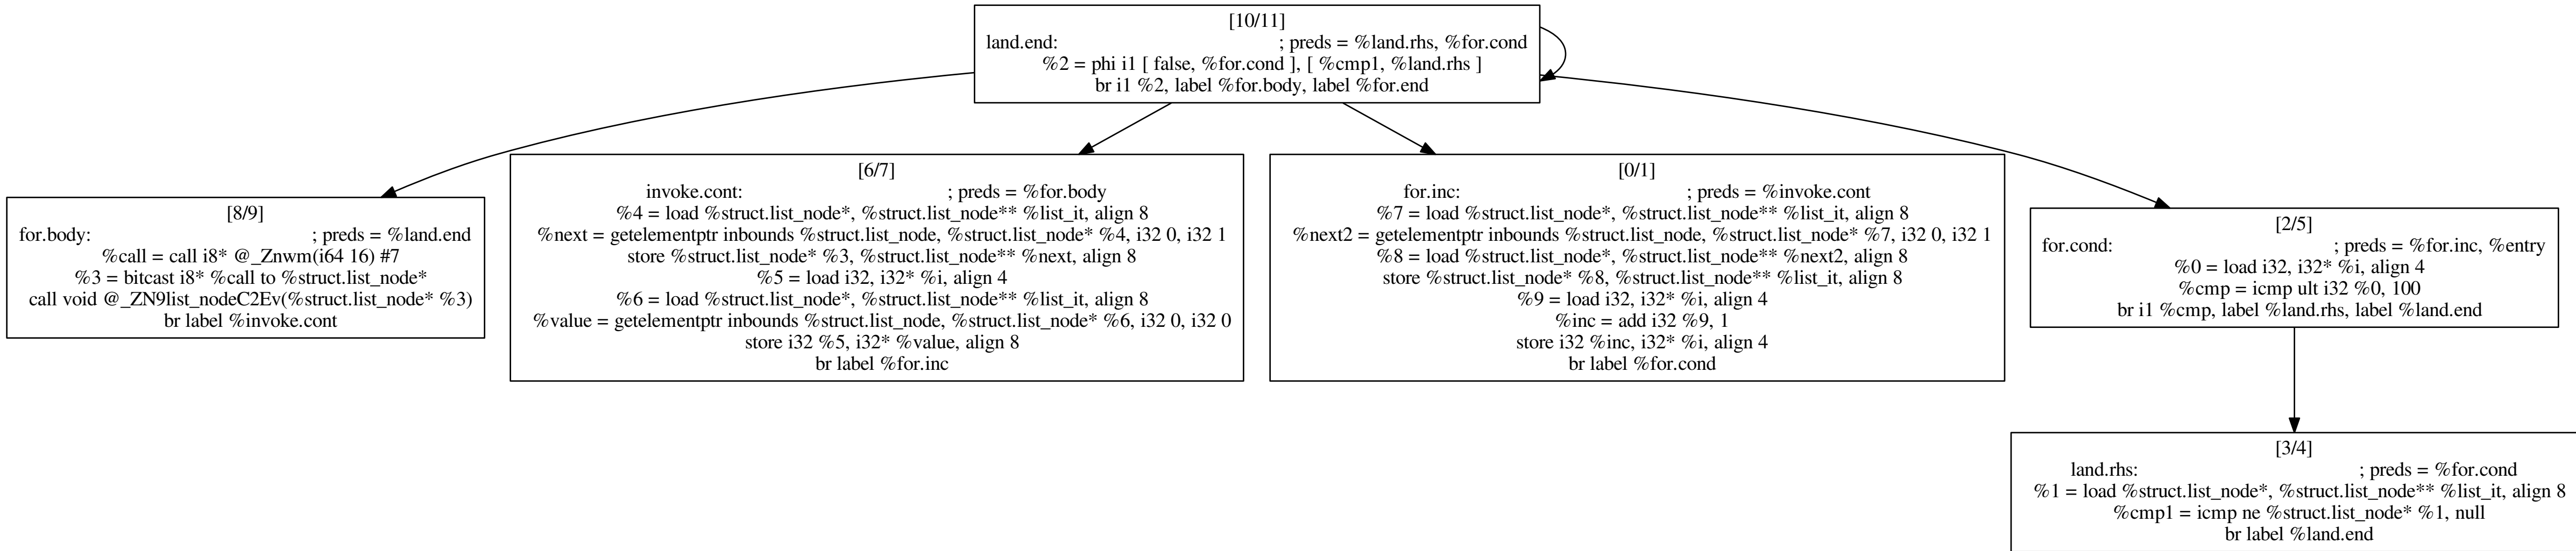 [10/11]
land.end: ; preds = %land.rhs, %for.cond
%2 = phi i1 [ false, %for.cond ], [ %cmp1, %land.rhs ]
br i1 %2, label %for.body, label %for.end
[8/9]
for.body: ; preds = %land.end
%call = call i8* @_Znwm(i64 16) #7
%3 = bitcast i8* %call to %struct.list_node*
call void @_ZN9list_nodeC2Ev(%struct.list_node* %3)
br label %invoke.cont
[6/7]
invoke.cont: ; preds = %for.body
%4 = load %struct.list_node*, %struct.list_node** %list_it, align 8
%next = getelementptr inbounds %struct.list_node, %struct.list_node* %4, i32 0, i32 1
store %struct.list_node* %3, %struct.list_node** %next, align 8
%5 = load i32, i32* %i, align 4
%6 = load %struct.list_node*, %struct.list_node** %list_it, align 8
%value = getelementptr inbounds %struct.list_node, %struct.list_node* %6, i32 0, i32 0
store i32 %5, i32* %value, align 8
br label %for.inc
[0/1]
for.inc: ; preds = %invoke.cont
%7 = load %struct.list_node*, %struct.list_node** %list_it, align 8
%next2 = getelementptr inbounds %struct.list_node, %struct.list_node* %7, i32 0, i32 1
%8 = load %struct.list_node*, %struct.list_node** %next2, align 8
store %struct.list_node* %8, %struct.list_node** %list_it, align 8
%9 = load i32, i32* %i, align 4
%inc = add i32 %9, 1
store i32 %inc, i32* %i, align 4
br label %for.cond
[2/5]
for.cond: ; preds = %for.inc, %entry
%0 = load i32, i32* %i, align 4
%cmp = icmp ult i32 %0, 100
br i1 %cmp, label %land.rhs, label %land.end
[3/4]
land.rhs: ; preds = %for.cond
%1 = load %struct.list_node*, %struct.list_node** %list_it, align 8
%cmp1 = icmp ne %struct.list_node* %1, null
br label %land.end